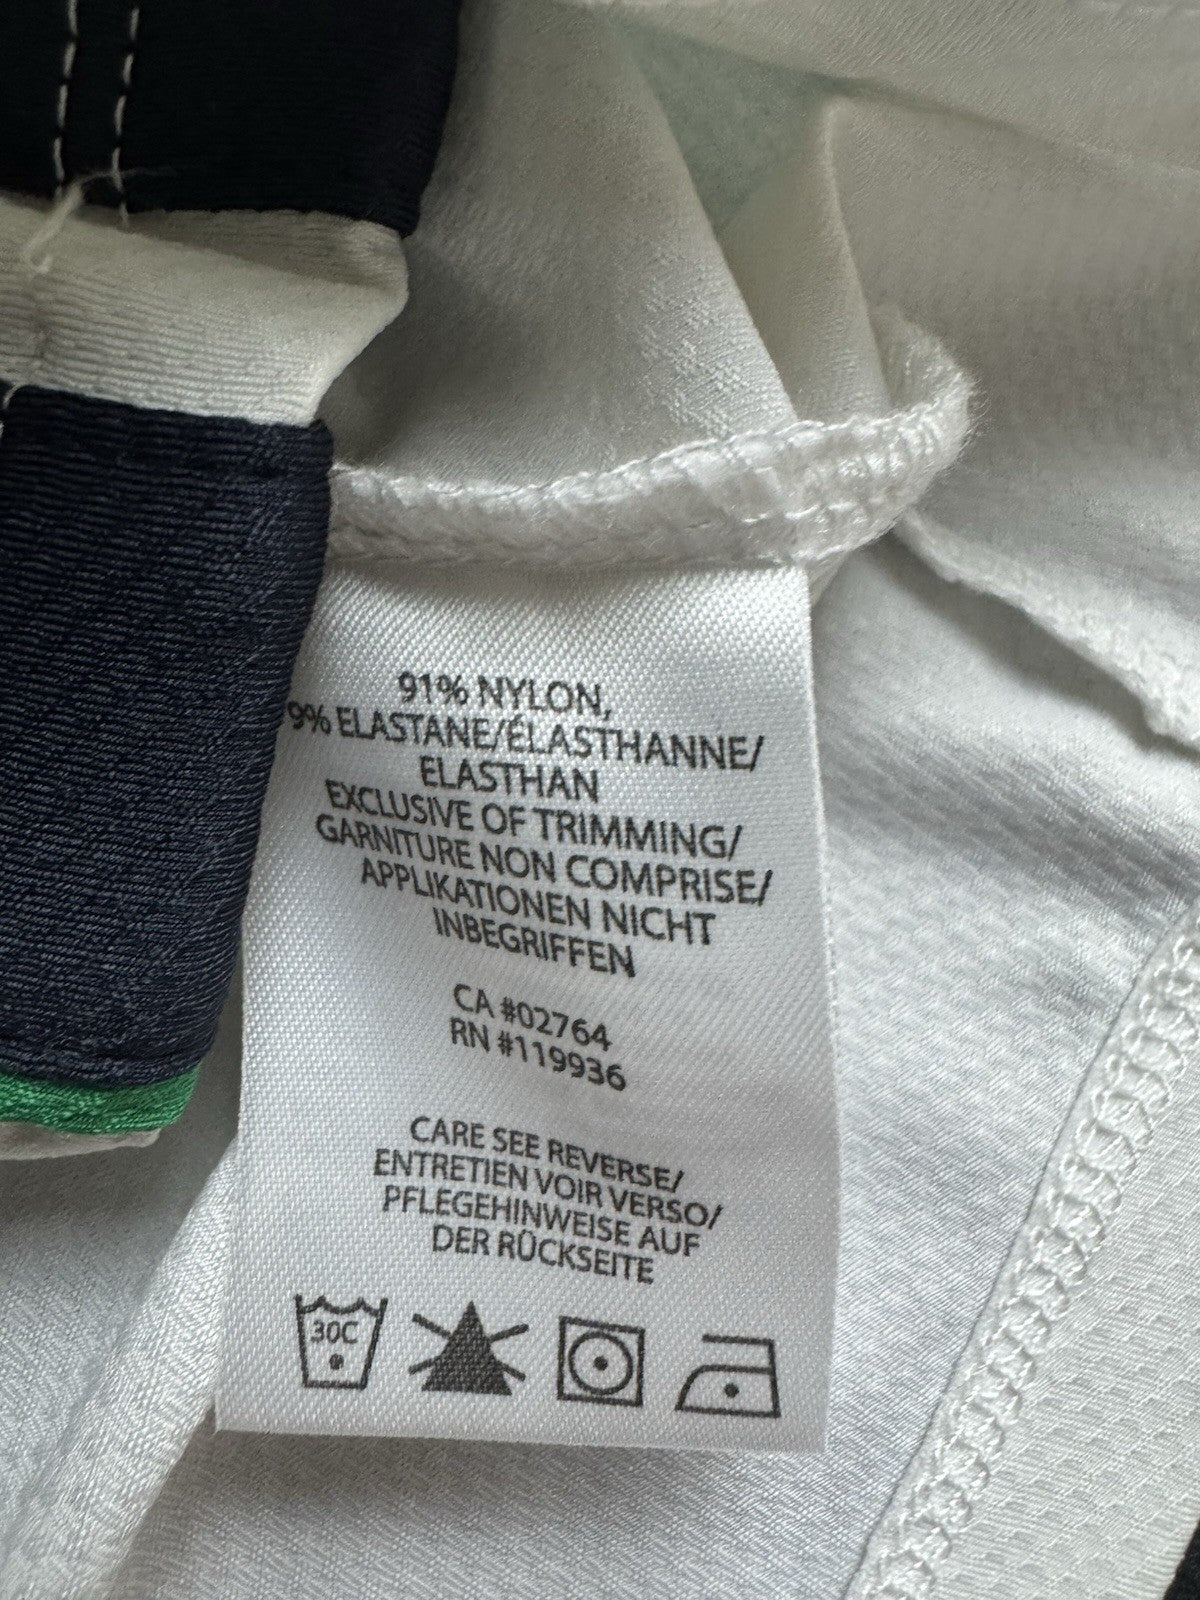 91% NYLON,
9% ELASTANE/ÉLASTHANNE/
ELASTHAN
EXCLUSIVE OF TRIMMING/
GARNITURE NON COMPRISE/
APPLIKATIONEN NICHT
INBEGRIFFEN
CA #02764
RN #119936
CARE SEE REVERSE/
ENTRETIEN VOIR VERSO/
PFLEGEHINWEISE AUF
DER RÜCKSEITE
30C